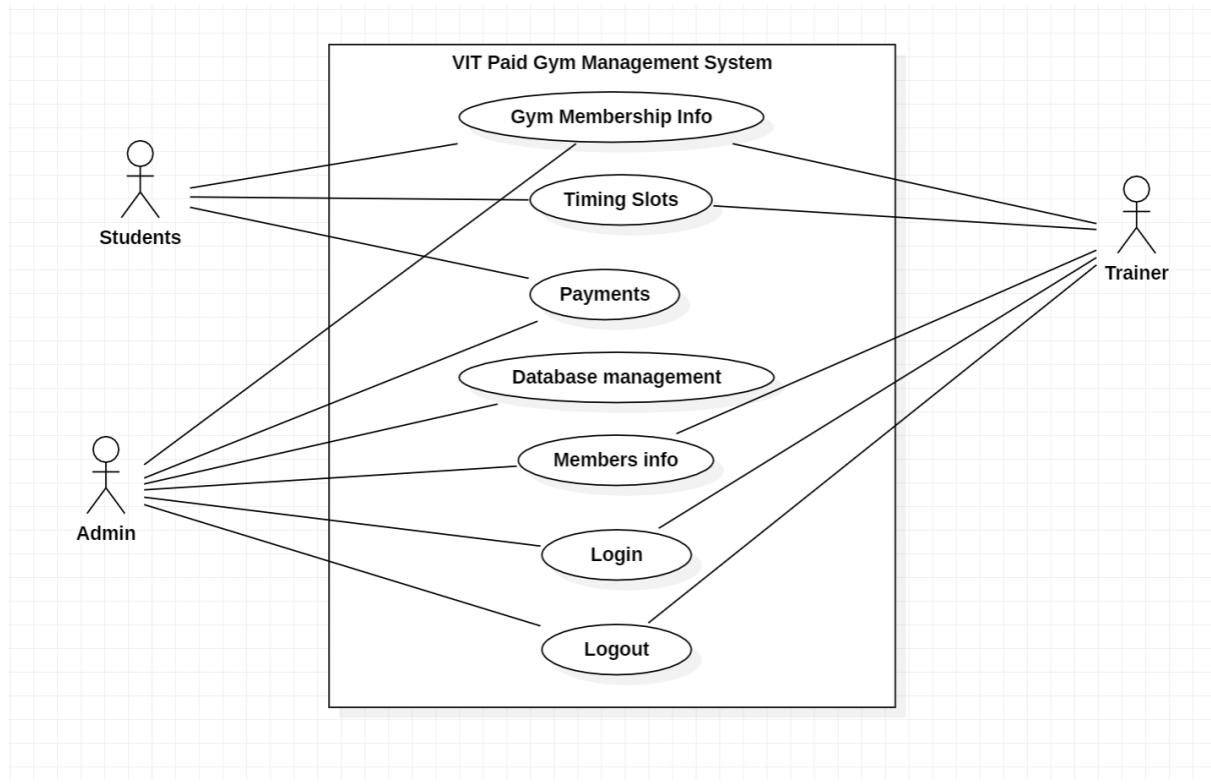 VIT Paid Gym Management System
Gym Membership Info
Timing Slots
Students
Trainer
Payments
Database management
Members info
Admin
Login
Logout